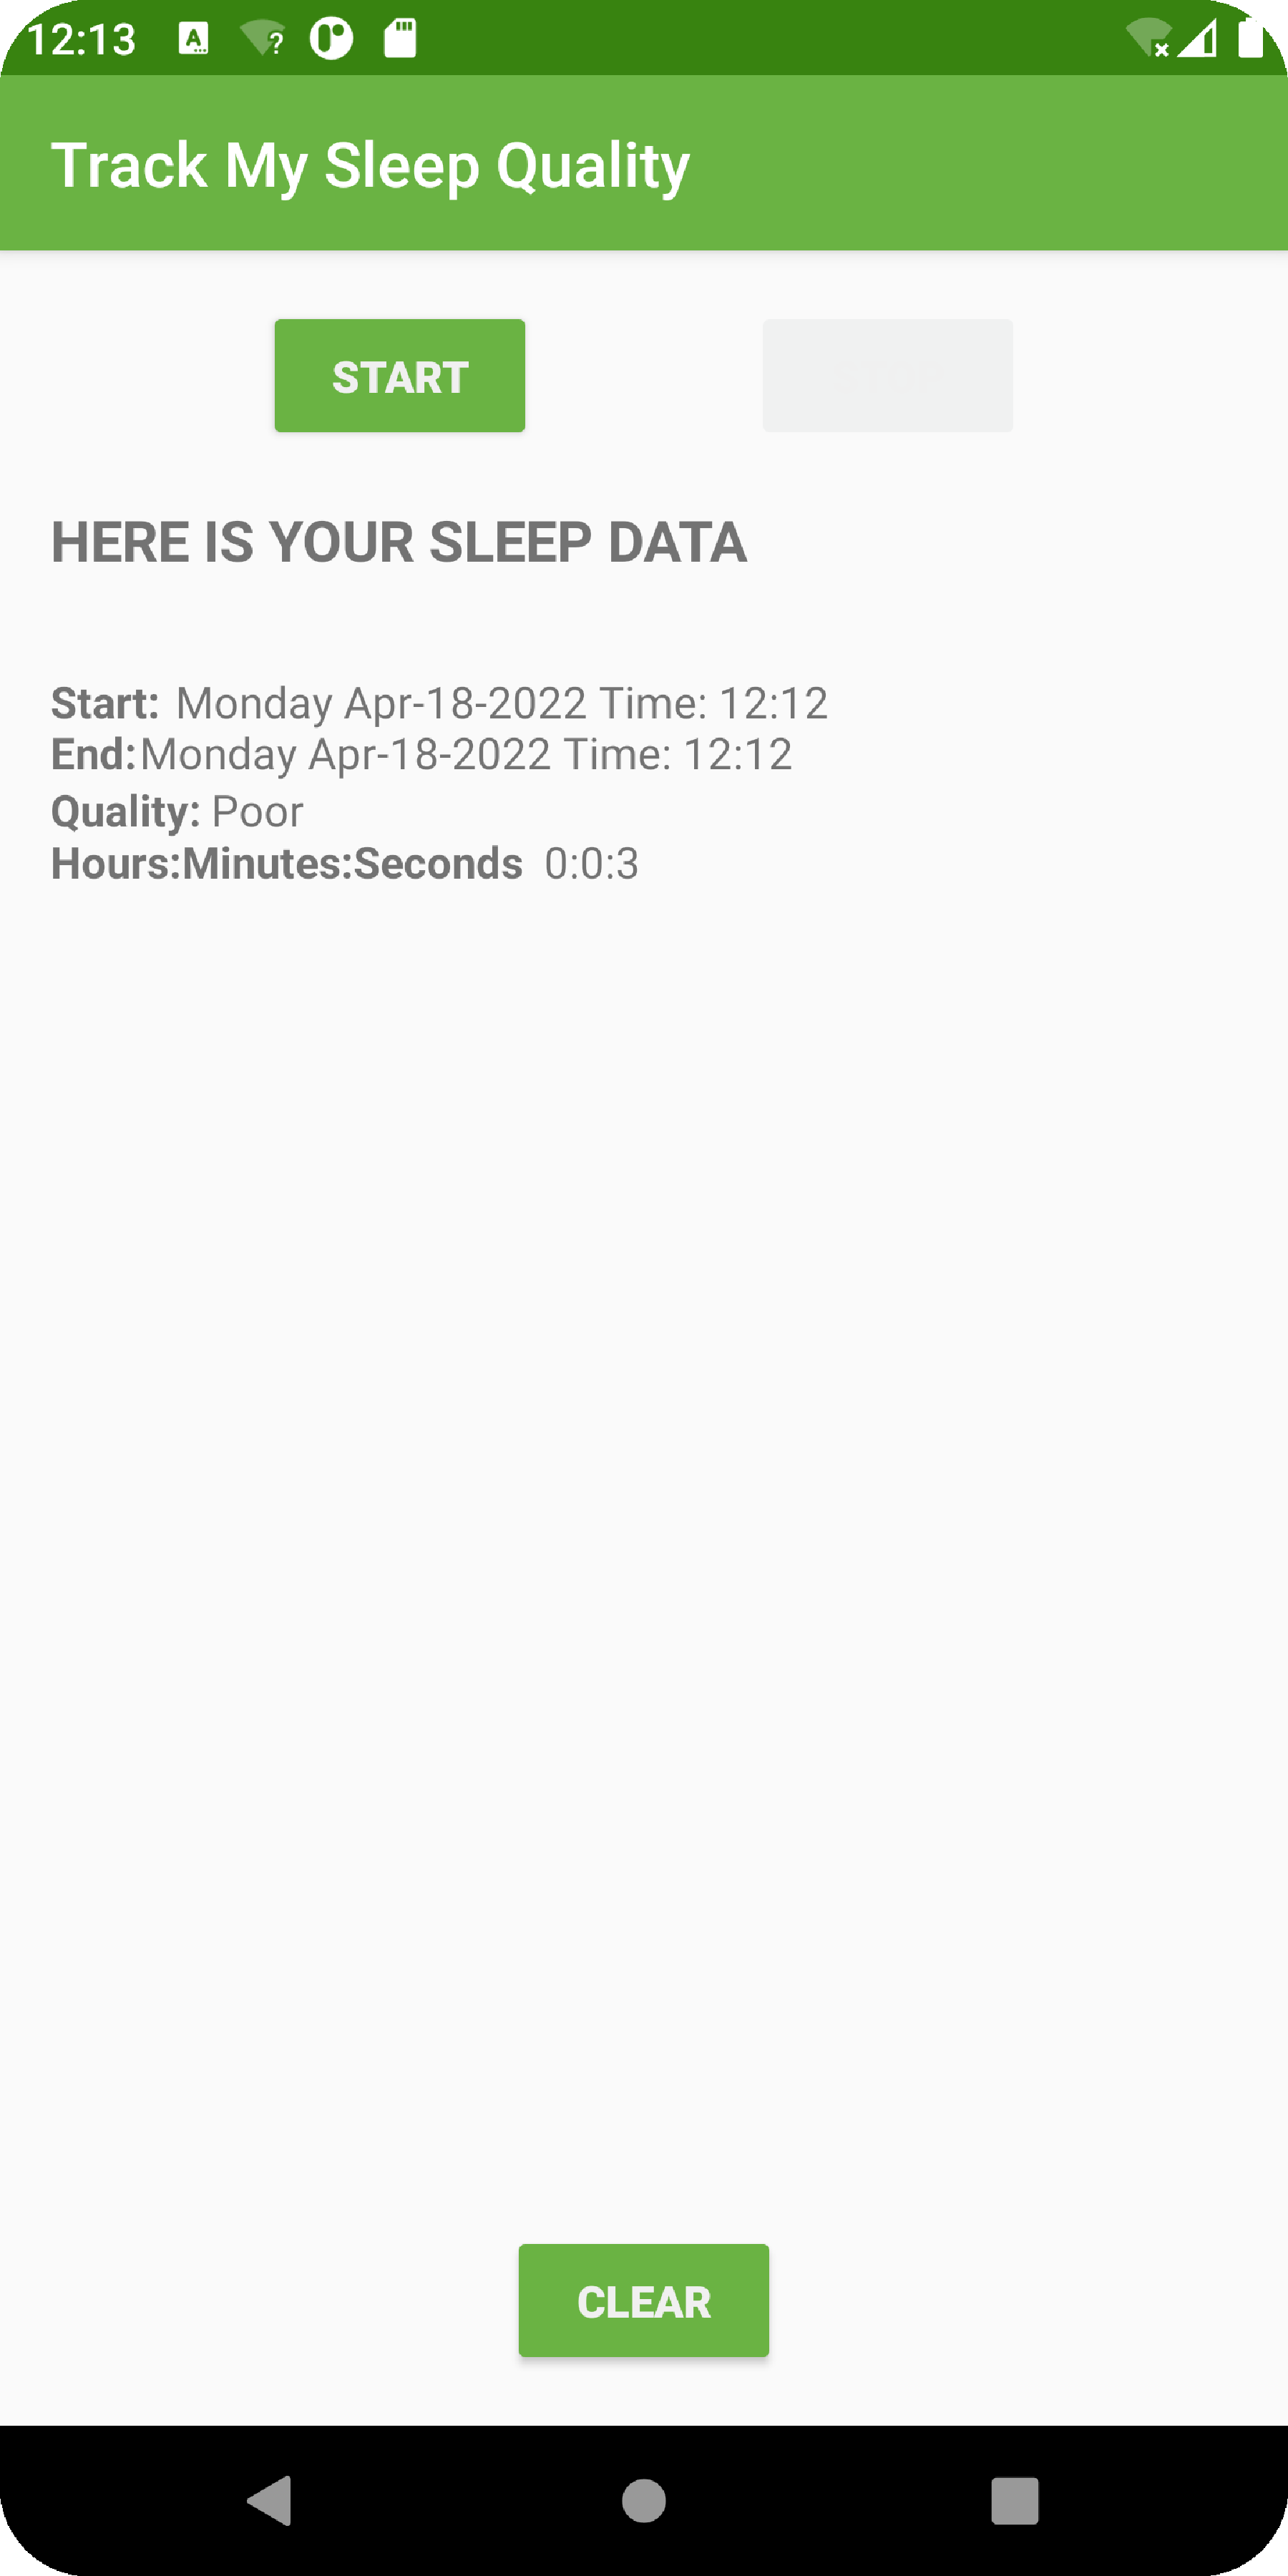 12:13
Track My Sleep Quality
START
HERE IS YOUR SLEEP DATA
Start: Monday Apr-18-2022 Time: 12:12
End:Monday Apr-18-2022 Time: 12:12
Quality: Poor
Hours:Minutes:Seconds 0:0:3
CLEAR